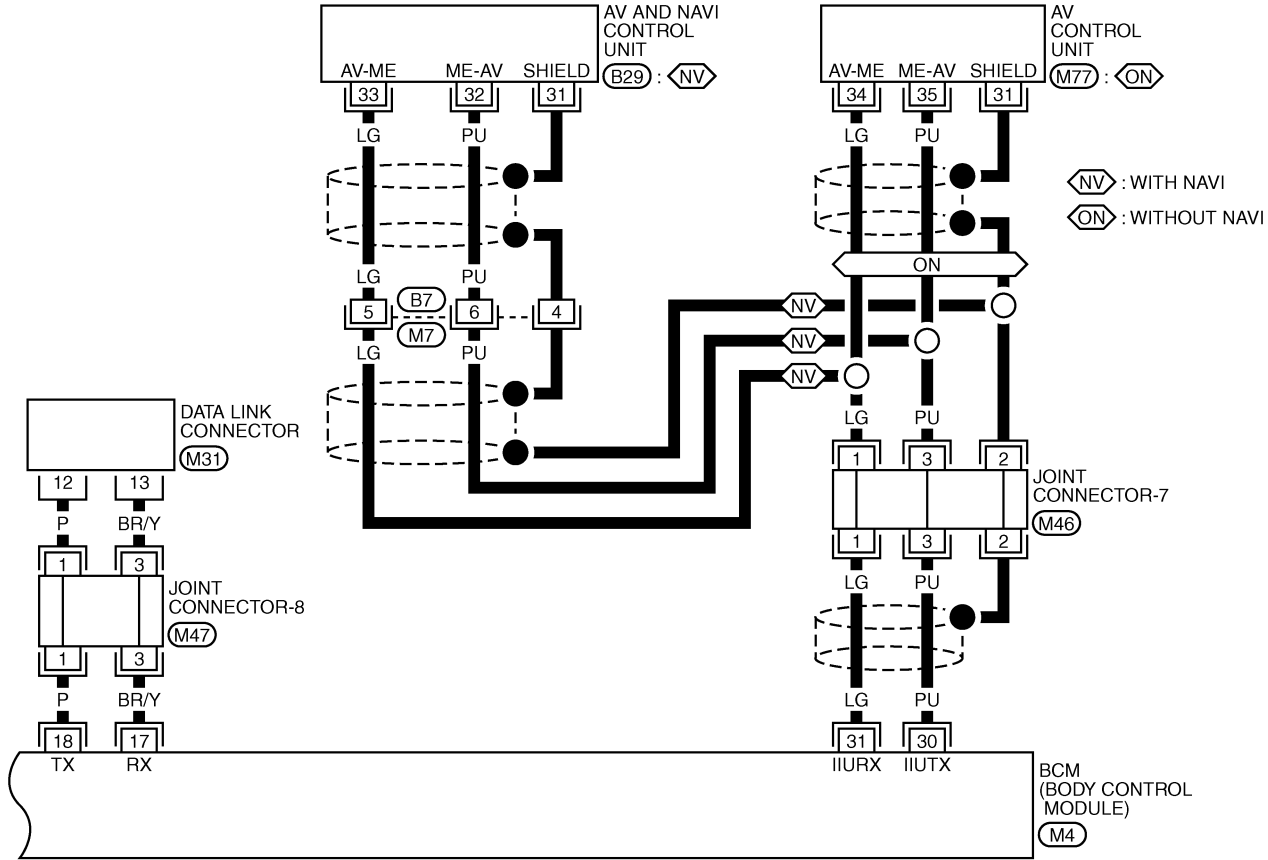 AV AND NAVI
CONTROL
UNIT
B29 : NV
AV-ME ME-AV SHIELD
33 32 31
LG PU
LG PU
5 B7 6 4
M7
LG PU
AV
CONTROL
UNIT
M77 : ON
AV-ME ME-AV SHIELD
34 35 31
LG PU
NV : WITH NAVI
ON : WITHOUT NAVI
ON
NV
NV
NV
LG PU
1 3 2
JOINT
CONNECTOR-7
M46
1 3 2
LG PU
LG PU
31 30
IIURX IIUTX
DATA LINK
CONNECTOR
M31
12 13
P BR/Y
1 3
JOINT
CONNECTOR-8
M47
1 3
P BR/Y
18 17
TX RX
BCM
(BODY CONTROL
MODULE)
M4